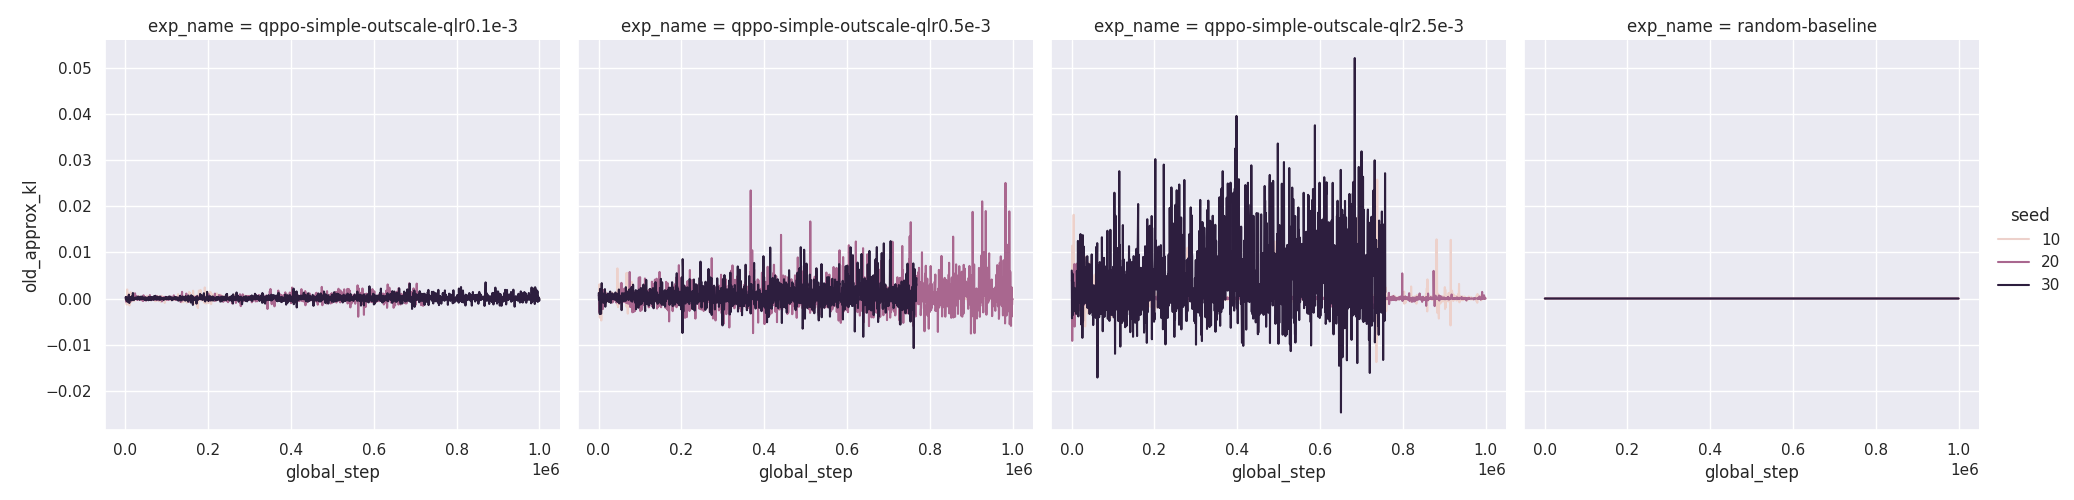 exp_name = qppo-simple-outscale-qlr0.1e-3
exp_name = qppo-simple-outscale-qlr0.5e-3
exp_name = qppo-simple-outscale-qlr2.5e-3
exp_name = random-baseline
old_approx_kl
0.05
0.04
0.03
0.02
0.01
0.00
−0.01
−0.02
0.0 0.2 0.4 0.6 0.8 1.0
1e6
global_step
0.0 0.2 0.4 0.6 0.8 1.0
1e6
global_step
0.0 0.2 0.4 0.6 0.8 1.0
1e6
global_step
0.0 0.2 0.4 0.6 0.8 1.0
1e6
global_step
seed
10
20
30